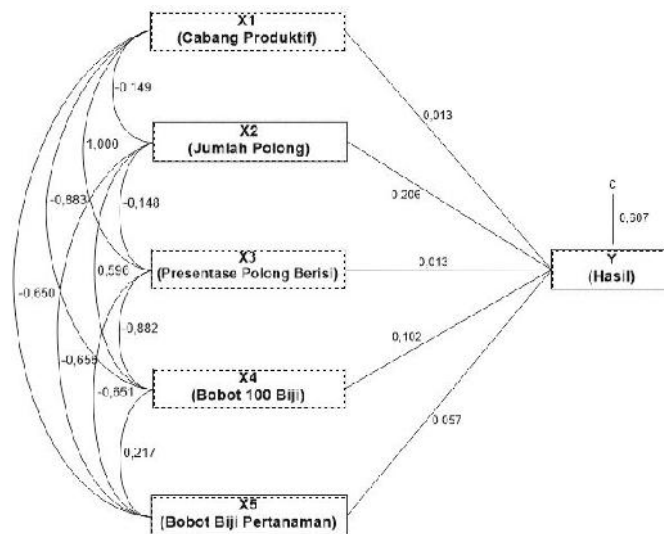 X1
(Cabang Produktif)
-0,149
0,013
1,000
X2
(Jumlah Polong)
0,206
C
-0,883
-0,148
0,607
X3
(Presentase Polong Berisi)
0,013
Y
(Hasil)
0,596
-0,650
-0,882
0,102
-0,655
-0,651
X4
(Bobot 100 Biji)
0,057
0,217
X5
(Bobot Biji Pertanaman)